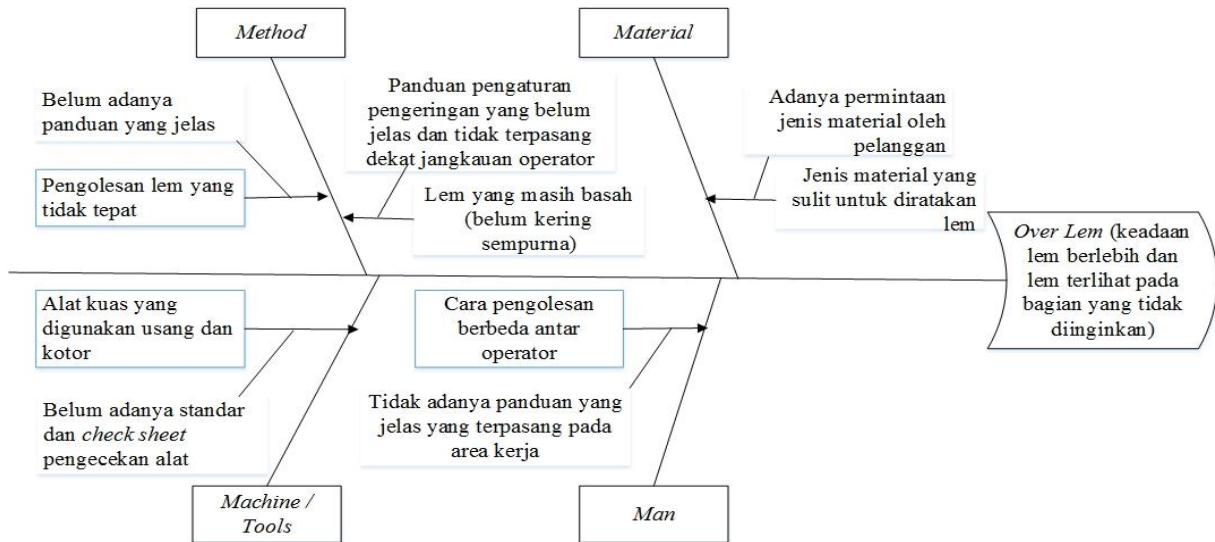 Method
Material
Belum adanya
panduan yang jelas
Pengolesan lem yang
tidak tepat
Panduan pengaturan
pengeringan yang belum
jelas dan tidak terpasang
dekat jangkauan operator
Lem yang masih basah
(belum kering
sempurna)
Adanya permintaan
jenis material oleh
pelanggan
Jenis material yang
sulit untuk diratakan
lem
Over Lem (keadaan
lem berlebih dan
lem terlihat pada
bagian yang tidak
diinginkan)
Alat kuas yang
digunakan usang dan
kotor
Belum adanya standar
dan check sheet
pengecekan alat
Cara pengolesan
berbeda antar
operator
Tidak adanya panduan yang
jelas yang terpasang pada
area kerja
Machine /
Tools
Man